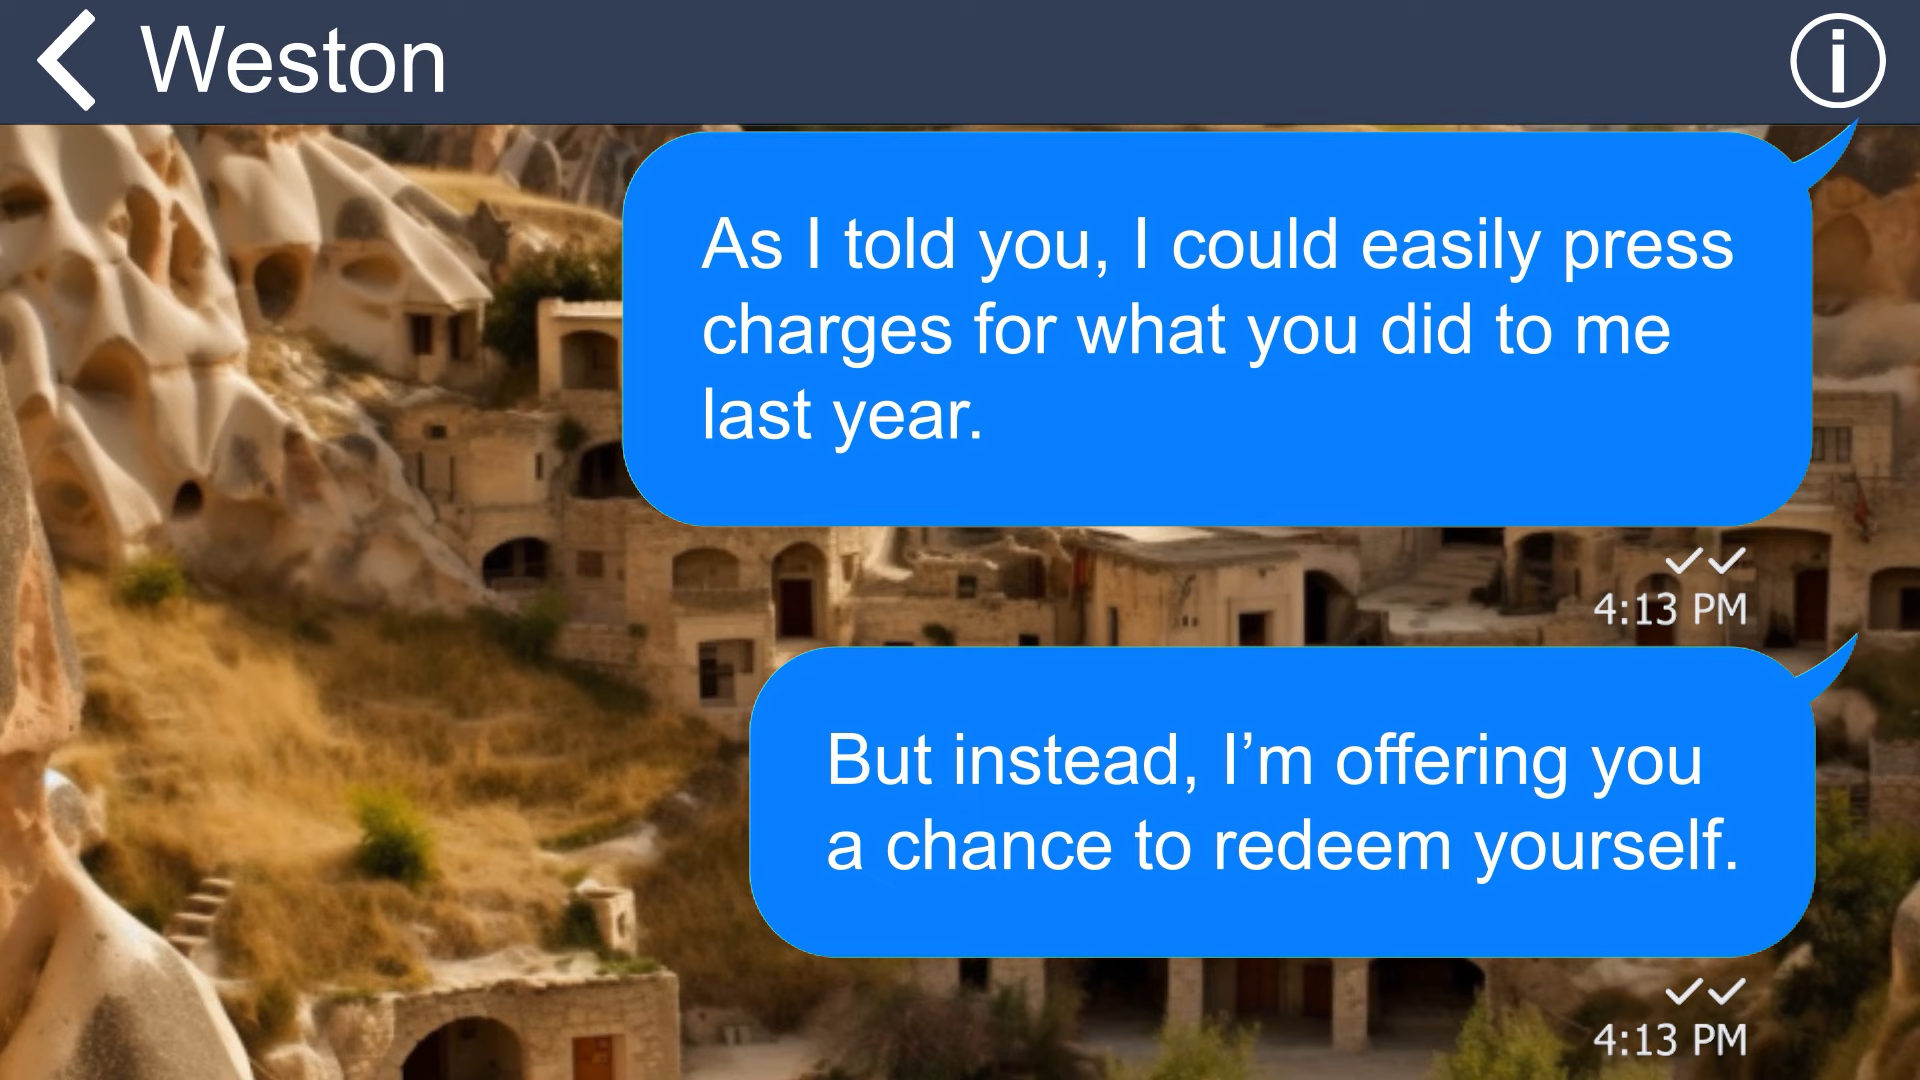 Weston
As I told you, I could easily press
charges for what you did to me
last year.
4:13 PM
But instead, I’m offering you
a chance to redeem yourself.
4:13 PM